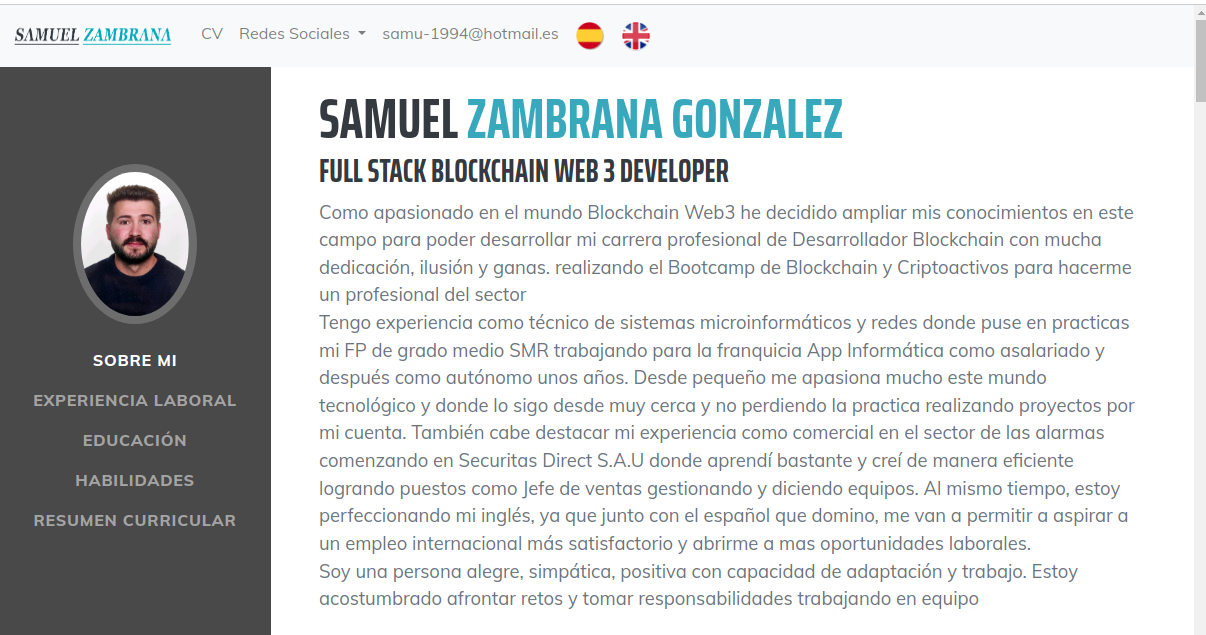 SAMUEL ZAMBRANA CV Redes Sociales samu-1994@hotmail.es
SAMUEL ZAMBRANA GONZALEZ
FULL STACK BLOCKCHAIN WEB 3 DEVELOPER
Como apasionado en el mundo Blockchain Web3 he decidido ampliar mis conocimientos en este
campo para poder desarrollar mi carrera profesional de Desarrollador Blockchain con mucha
dedicación, ilusión y ganas. realizando el Bootcamp de Blockchain y Criptoactivos para hacerme
un profesional del sector
Tengo experiencia como técnico de sistemas microinformáticos y redes donde puse en practicas
mi FP de grado medio SMR trabajando para la franquicia App Informática como asalariado y
después como autónomo unos años. Desde pequeño me apasiona mucho este mundo
tecnológico y donde lo sigo desde muy cerca y no perdiendo la practica realizando proyectos por
mi cuenta. También cabe destacar mi experiencia como comercial en el sector de las alarmas
comenzando en Securitas Direct S.A.U donde aprendí bastante y creí de manera eficiente
logrando puestos como Jefe de ventas gestionando y diciendo equipos. Al mismo tiempo, estoy
perfeccionando mi inglés, ya que junto con el español que domino, me van a permitir a aspirar a
un empleo internacional más satisfactorio y abrirme a mas oportunidades laborales.
Soy una persona alegre, simpática, positiva con capacidad de adaptación y trabajo. Estoy
acostumbrado afrontar retos y tomar responsabilidades trabajando en equipo
SOBRE MI
EXPERIENCIA LABORAL
EDUCACIÓN
HABILIDADES
RESUMEN CURRICULAR